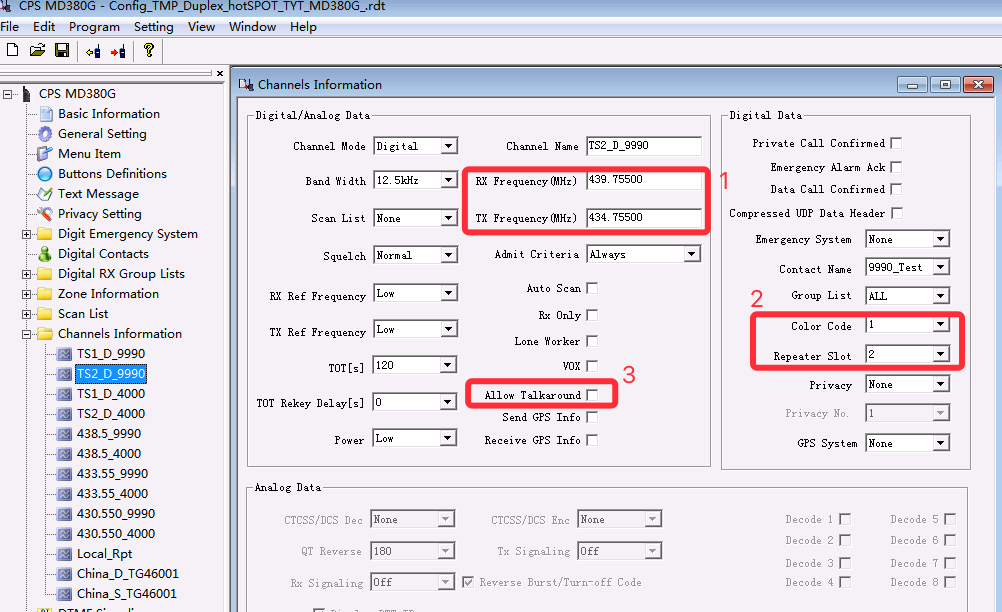 CPS MD380G - Config_TMP_Duplex_hotSPOT_TYT_MD380G_.rdt
File Edit Program Setting View Window Help
CPS MD380G
Basic Information
General Setting
Menu Item
Buttons Definitions
Text Message
Privacy Setting
Digit Emergency System
Digital Contacts
Digital RX Group Lists
Zone Information
Scan List
Channels Information
TS1_D_9990
TS2_D_9990
TS1_D_4000
TS2_D_4000
438.5_9990
438.5_4000
433.55_9990
433.55_4000
430.550_9990
430.550_4000
Local_Rpt
China_D_TG46001
China_S_TG46001
Channels Information
Digital/Analog Data
Channel Mode Digital
Channel Name TS2_D_9990
Band Width 12.5kHz
RX Frequency(MHz) 439.75500
1
Scan List None
TX Frequency(MHz) 434.75500
Squelch Normal
Admit Criteria Always
RX Ref Frequency Low
Auto Scan
Rx Only
TX Ref Frequency Low
Lone Worker
TOT[s] 120
VOX
3
Allow Talkaround
TOT Rekey Delay[s] 0
Send GPS Info
Power Low
Receive GPS Info
Digital Data
Private Call Confirmed
Emergency Alarm Ack
Data Call Confirmed
Compressed UDP Data Header
Emergency System None
Contact Name 9990_Test
Group List ALL
2
Color Code 1
Repeater Slot 2
Privacy None
Privacy No. 1
GPS System None
Analog Data
CTCSS/DCS Dec None
CTCSS/DCS Enc None
Decode 1
Decode 5
QT Reverse 180
Tx Signaling Off
Decode 2
Decode 6
Decode 3
Decode 7
Rx Signaling Off
Reverse Burst/Turn-off Code
Decode 4
Decode 8